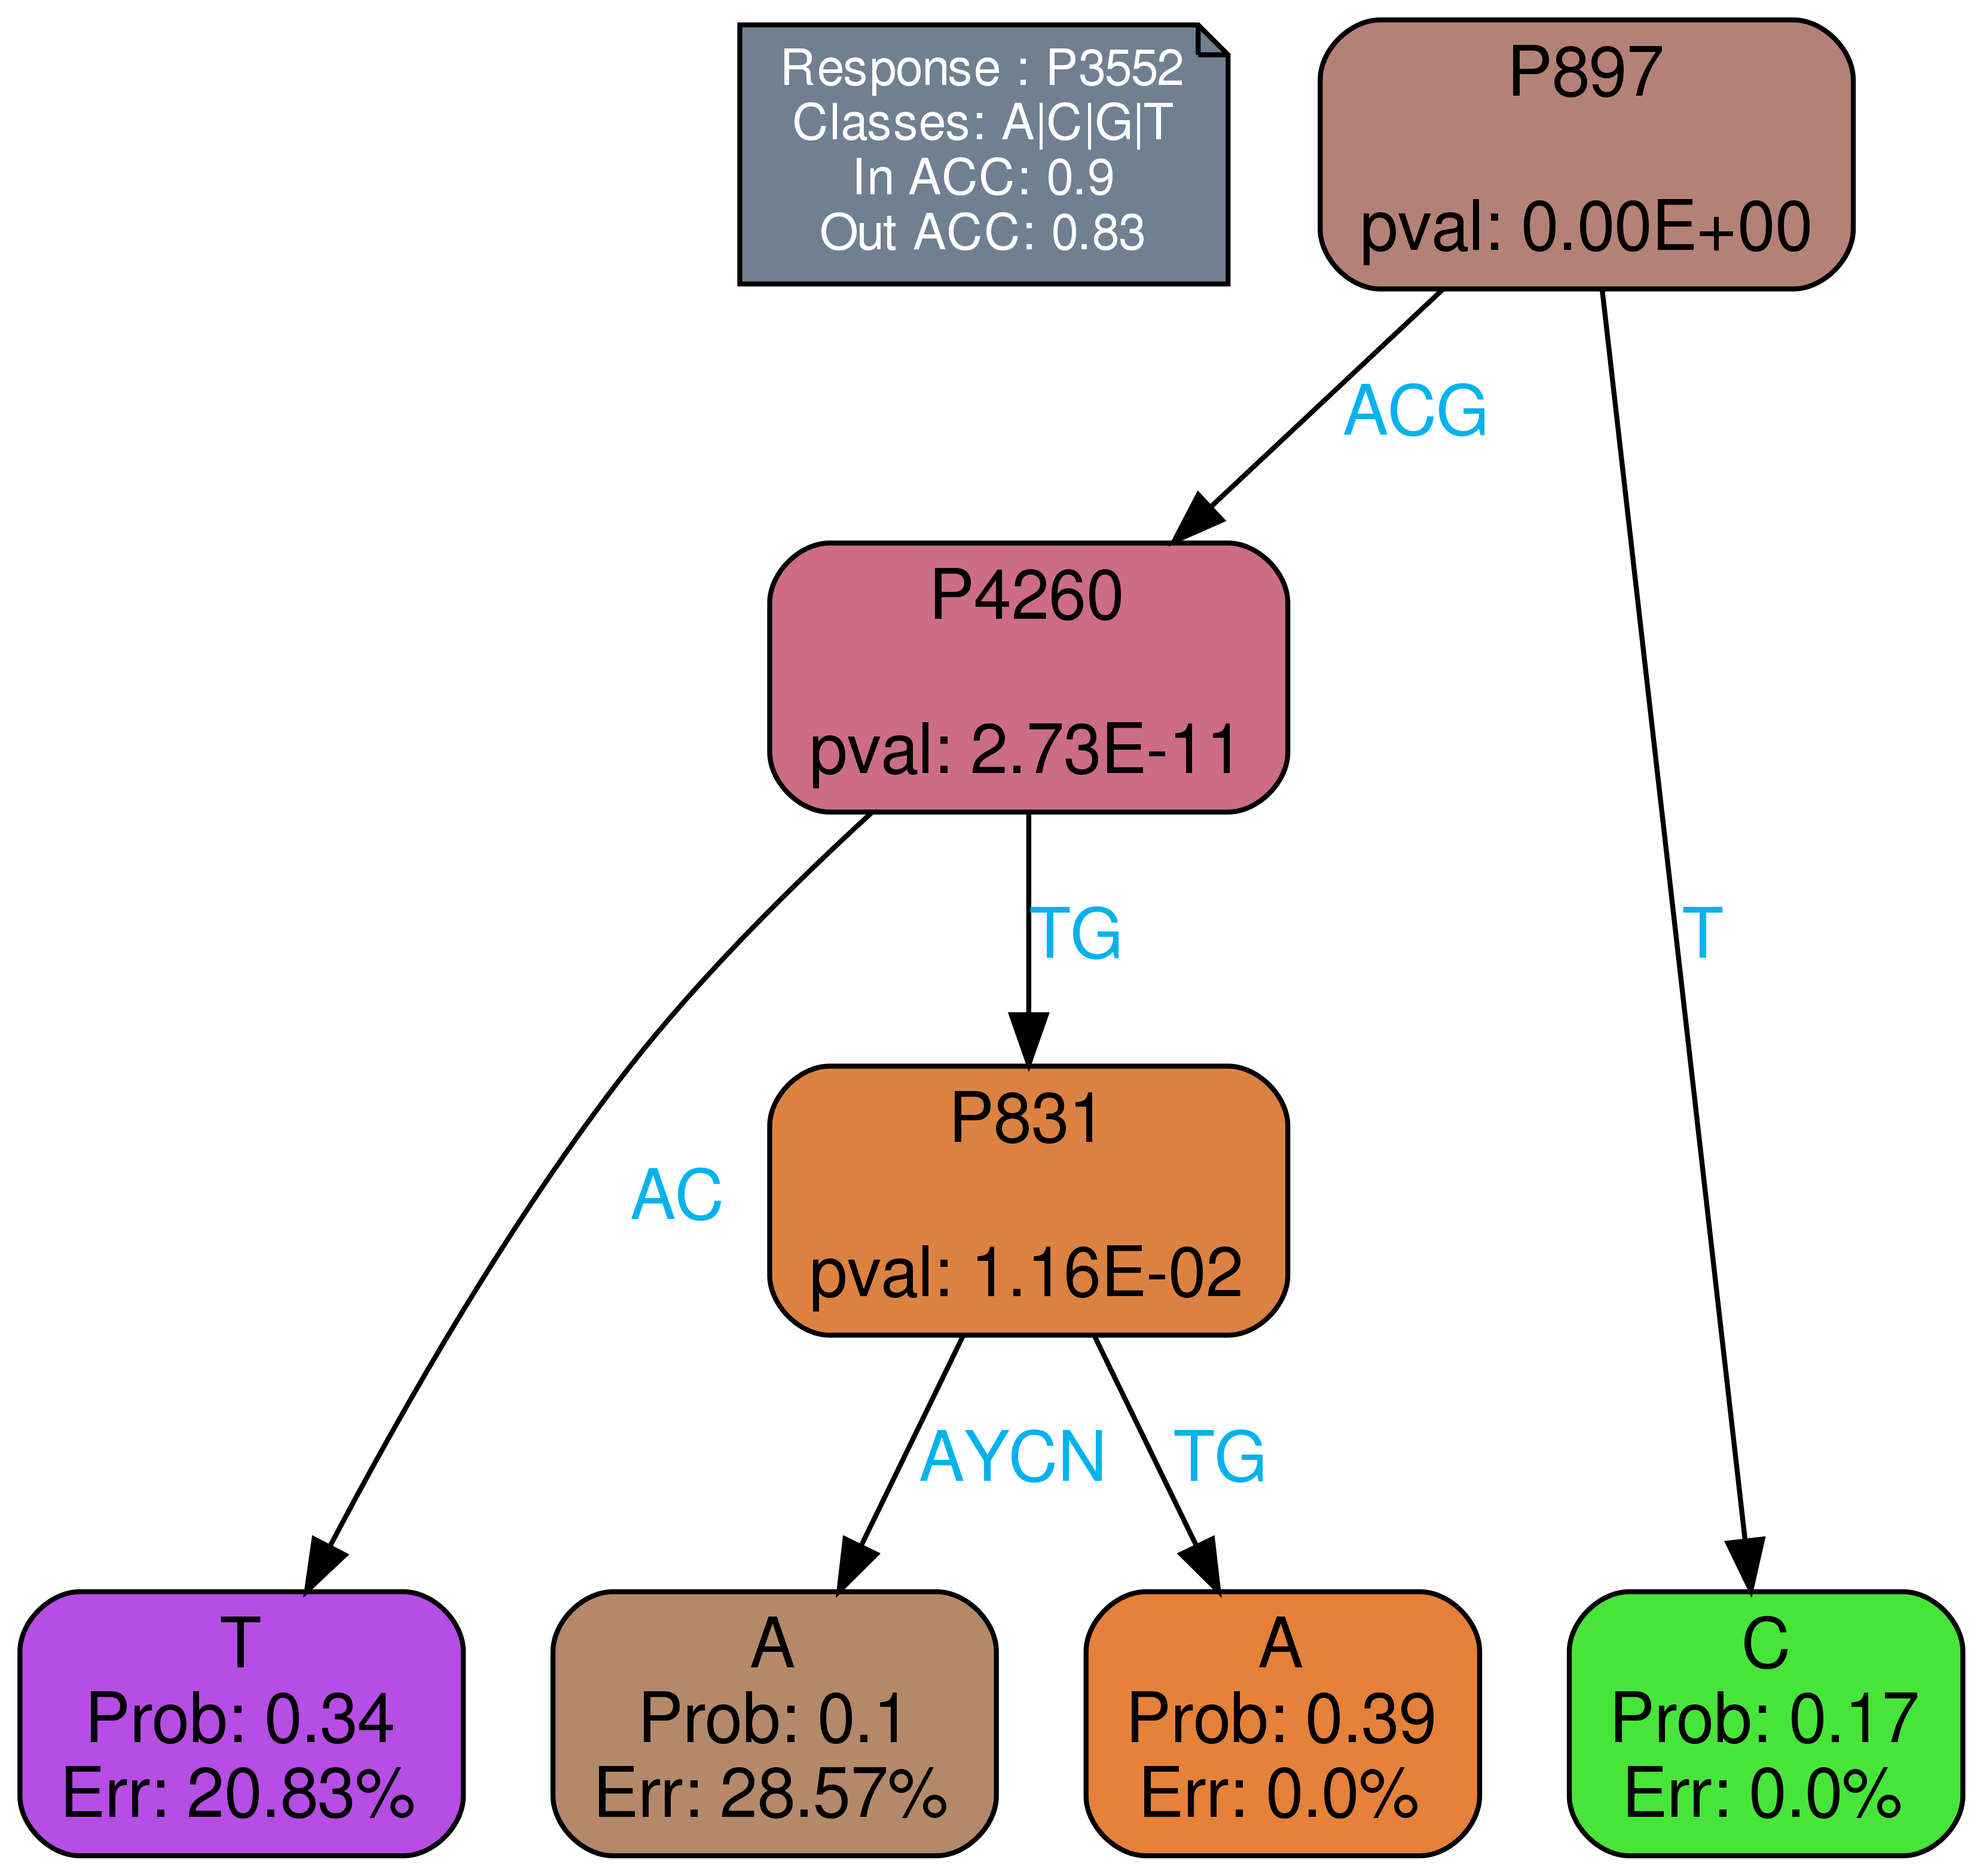 Response : P3552
Classes: A|C|G|T
In ACC: 0.9
Out ACC: 0.83
P897
pval: 0.00E+00
ACG
P4260
pval: 2.73E-11
TG
T
P831
pval: 1.16E-02
AC
AYCN
TG
T
Prob: 0.34
Err: 20.83%
A
Prob: 0.1
Err: 28.57%
A
Prob: 0.39
Err: 0.0%
C
Prob: 0.17
Err: 0.0%